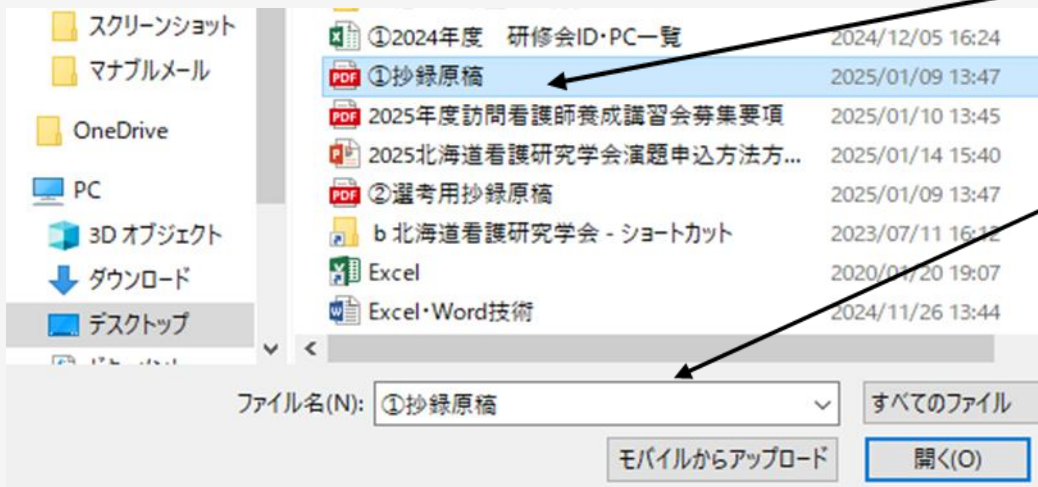 スクリーンショット
マナブルメール
OneDrive
PC
3D オブジェクト
ダウンロード
デスクトップ
①2024年度　研修会ID・PC一覧 2024/12/05 16:24
①抄録原稿 2025/01/09 13:47
2025年度訪問看護師養成講習会募集要項 2025/01/10 13:45
2025北海道看護研究学会演題申込方法方... 2025/01/14 15:40
②選考用抄録原稿 2025/01/09 13:47
b 北海道看護研究学会 - ショートカット 2023/07/11 16:12
Excel 2020/01/20 19:07
Excel・Word技術 2024/11/26 13:44
ファイル名(N): ①抄録原稿 すべてのファイル
モバイルからアップロード 開く(O)